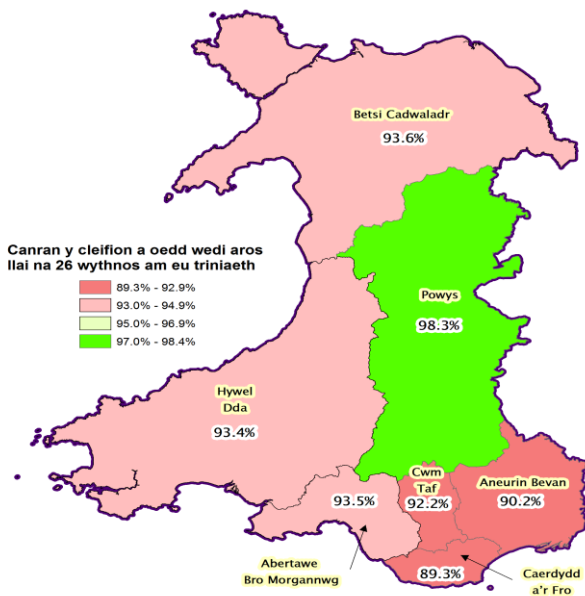 Betsi Cadwaladr
93.6%
Canran y cleifion a oedd wedi aros
llai na 26 wythnos am eu triniaeth
89.3% - 92.9%
93.0% - 94.9%
95.0% - 96.9%
97.0% - 98.4%
Powys
98.3%
Hywel
Dda
93.4%
Cwm
Taf
92.2%
Aneurin Bevan
90.2%
93.5%
Abertawe
Bro Morgannwg
89.3%
Caerdydd
a'r Fro